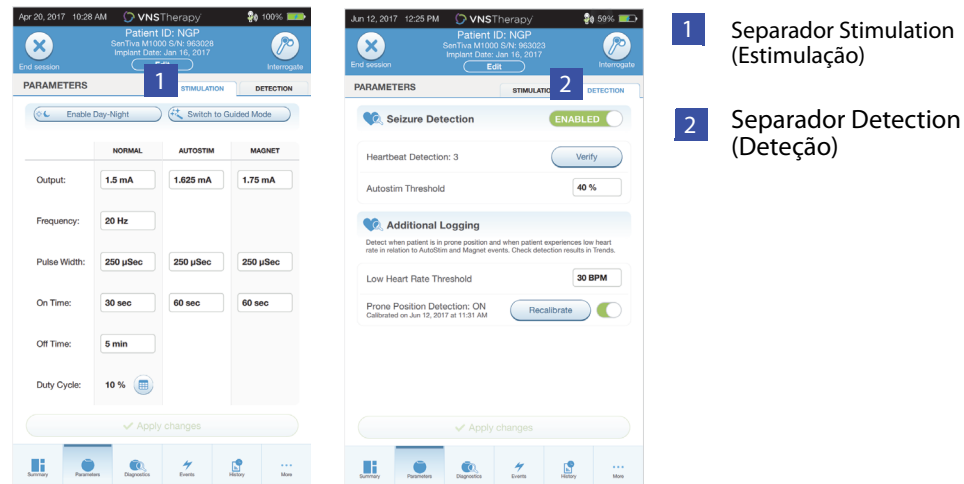 Apr 20, 2017 10:28 AM VNSTherapy 100%
Patient ID: NGP
SenTiva M1000 S/N: 963028
Implant Date: Jan 16, 2017
End session Edit Interrogate
PARAMETERS 1 STIMULATION DETECTION
Enable Day-Night Switch to Guided Mode
NORMAL AUTOSTIM MAGNET
Output: 1.5 mA 1.625 mA 1.75 mA
Frequency: 20 Hz
Pulse Width: 250 µSec 250 µSec 250 µSec
On Time: 30 sec 60 sec 60 sec
Off Time: 5 min
Duty Cycle: 10 %
Apply changes
Summary Parameters Diagnostics Events History More
Jun 12, 2017 12:25 PM VNSTherapy 59%
Patient ID: NGP
SenTiva M1000 S/N: 963023
Implant Date: Jan 16, 2017
End session Edit Interrogate
PARAMETERS STIMULATIO 2 DETECTION
Seizure Detection ENABLED
Heartbeat Detection: 3 Verify
Autostim Threshold 40 %
Additional Logging
Detect when patient is in prone position and when patient experiences low heart
rate in relation to AutoStim and Magnet events. Check detection results in Trends.
Low Heart Rate Threshold 30 BPM
Prone Position Detection: ON
Calibrated on Jun 12, 2017 at 11:31 AM Recalibrate
Apply changes
Summary Parameters Diagnostics Events History More
1 Separador Stimulation
(Estimulação)
2 Separador Detection
(Deteção)